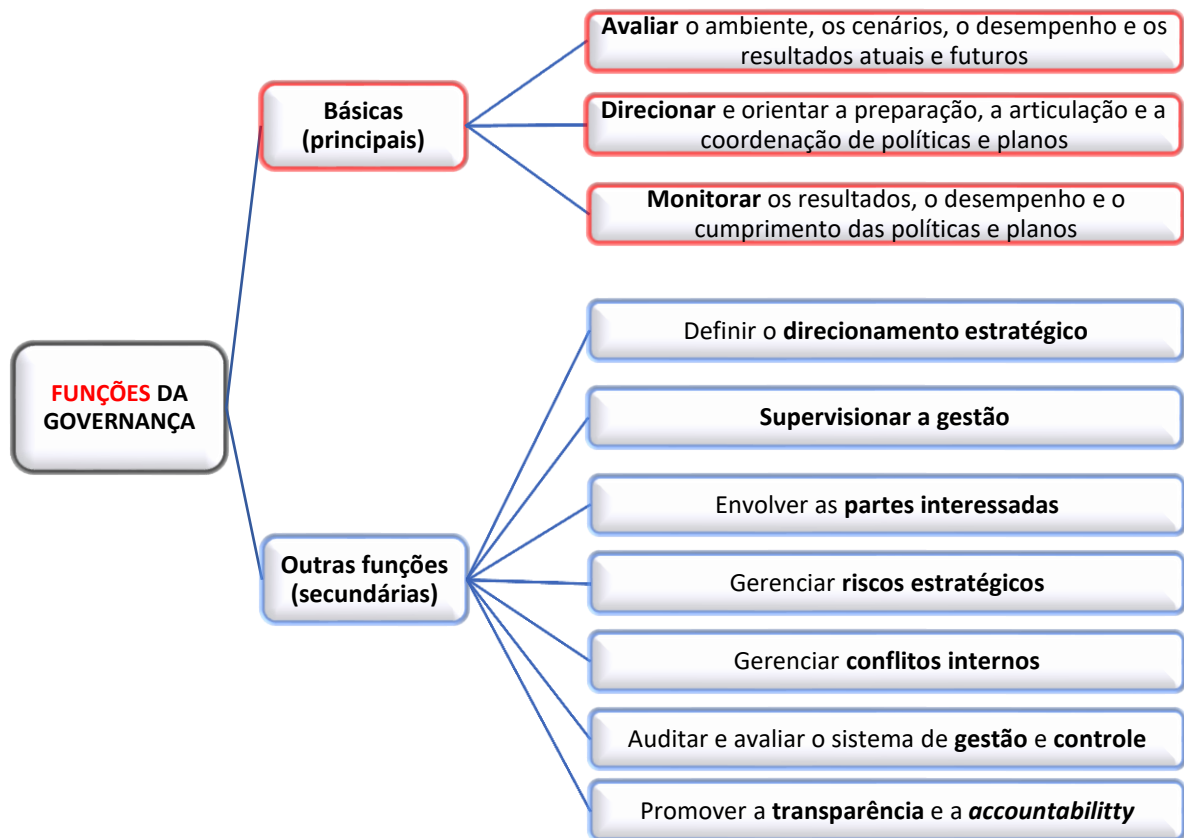 Avaliar o ambiente, os cenários, o desempenho e os
resultados atuais e futuros
Básicas
(principais)
Direcionar e orientar a preparação, a articulação e a
coordenação de políticas e planos
Monitorar os resultados, o desempenho e o
cumprimento das políticas e planos
FUNÇÕES DA
GOVERNANÇA
Definir o direcionamento estratégico
Supervisionar a gestão
Envolver as partes interessadas
Outras funções
(secundárias)
Gerenciar riscos estratégicos
Gerenciar conflitos internos
Auditar e avaliar o sistema de gestão e controle
Promover a transparência e a accountabilitty